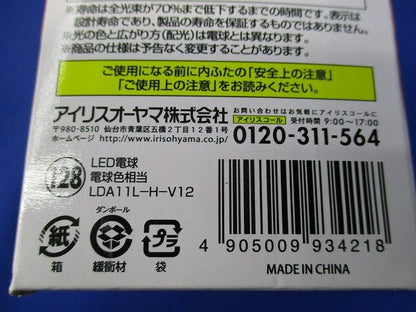 ※寿命は全光束が70%まで低下するまでの時間です。表示は
設計寿命であり、製品の寿命を保証するものではありません。
※光の色と広がり方(配光)は電球とは異なります。
※商品の仕様は予告なく変更することがあります。
ご使用になる前に内ふたの「安全上の注意」
「ご使用上の注意」をお読みください。
アイリスオーヤマ株式会社
〒980-8510 仙台市青葉区五橋2丁目12番1号
ホームページ http://www.irisohyama.co.jp
お問い合わせはお気軽にアイリスコールに
アイリスコール 受付時間 9:00~17:00
0120-311-564
128
LED電球
電球色相当
LDA11L-H-V12
紙
箱
ダンボール
緩衝材
プラ
袋
4 905009 934218
MADE IN CHINA